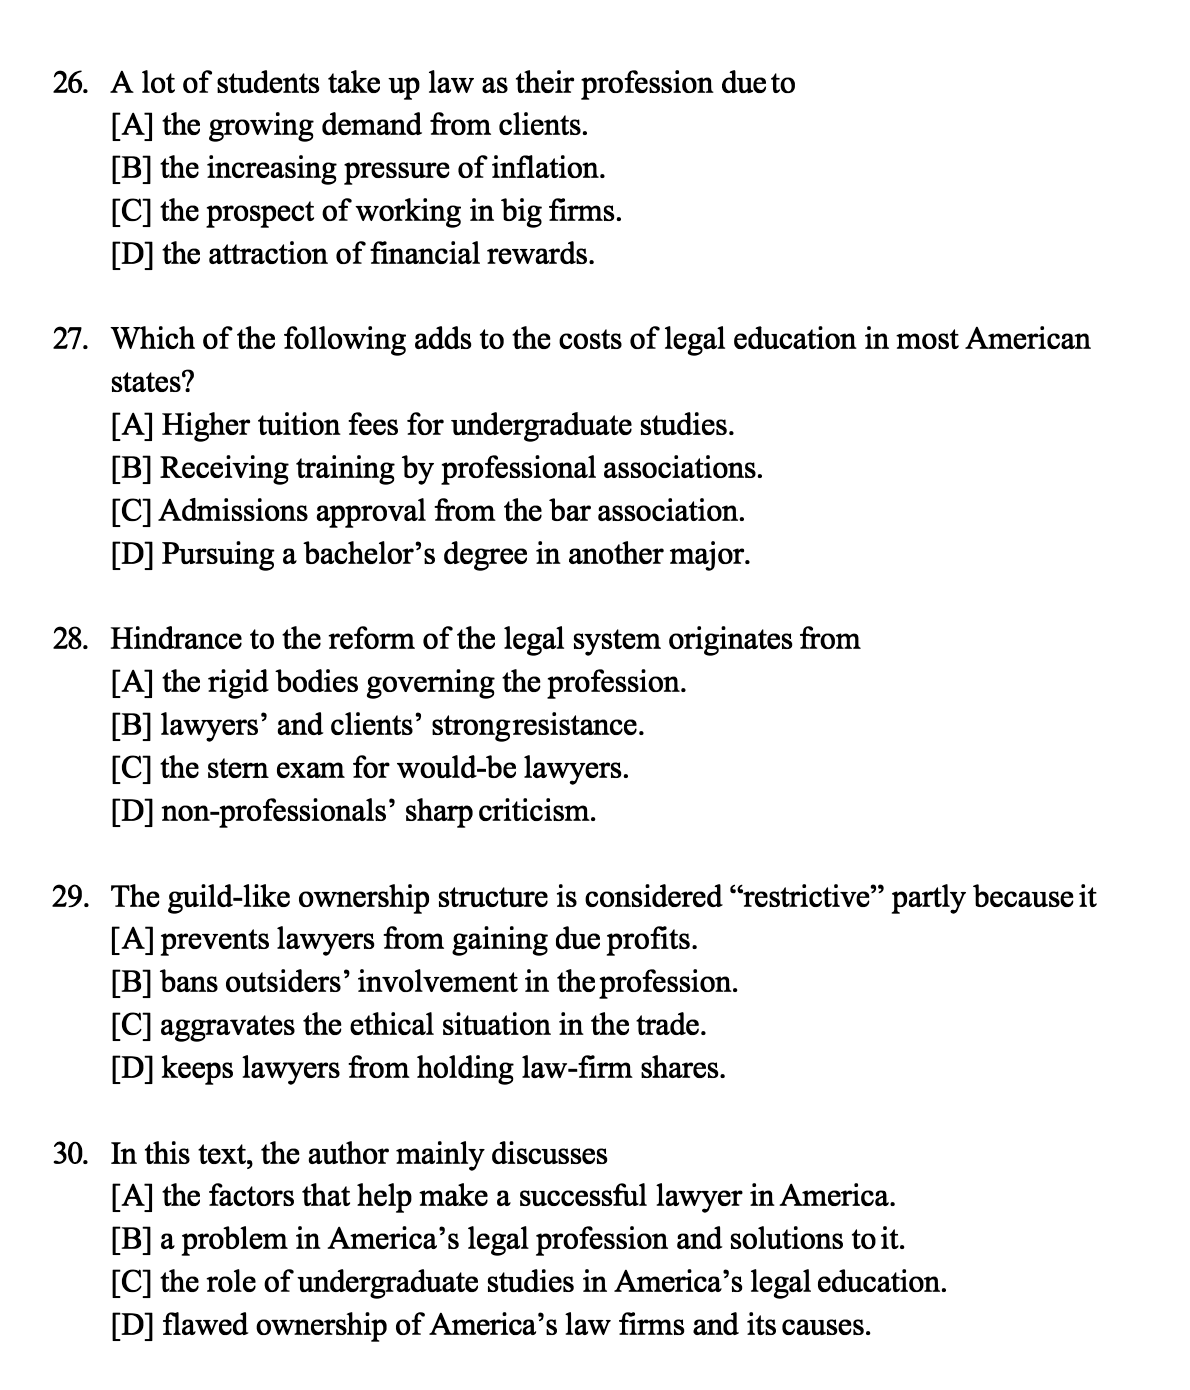 26. A lot of students take up law as their profession due to
[A] the growing demand from clients.
[B] the increasing pressure of inflation.
[C] the prospect of working in big firms.
[D] the attraction of financial rewards.
27. Which of the following adds to the costs of legal education in most American
states?
[A] Higher tuition fees for undergraduate studies.
[B] Receiving training by professional associations.
[C] Admissions approval from the bar association.
[D] Pursuing a bachelor’s degree in another major.
28. Hindrance to the reform of the legal system originates from
[A] the rigid bodies governing the profession.
[B] lawyers’ and clients’ strong resistance.
[C] the stern exam for would-be lawyers.
[D] non-professionals’ sharp criticism.
29. The guild-like ownership structure is considered “restrictive” partly because it
[A] prevents lawyers from gaining due profits.
[B] bans outsiders’ involvement in the profession.
[C] aggravates the ethical situation in the trade.
[D] keeps lawyers from holding law-firm shares.
30. In this text, the author mainly discusses
[A] the factors that help make a successful lawyer in America.
[B] a problem in America’s legal profession and solutions to it.
[C] the role of undergraduate studies in America’s legal education.
[D] flawed ownership of America’s law firms and its causes.